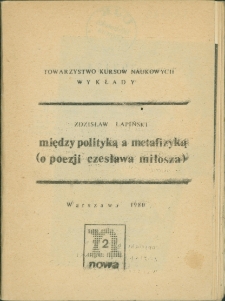 TOWARZYSTWO KURSÓW NAUKOWYCH
WYKŁADY
ZDZISŁAW ŁAPIŃSKI
między polityką a metafizyką
(o poezji czesława miłosza)
Warszawa 1980
2
nowa